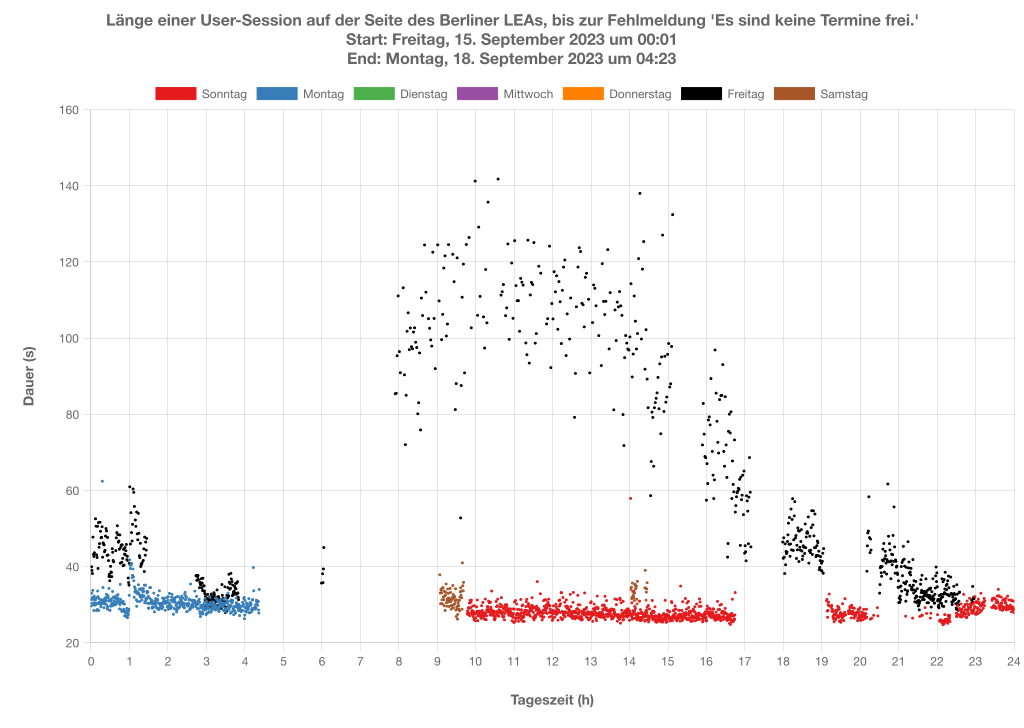 Länge einer User-Session auf der Seite des Berliner LEAs, bis zur Fehlmeldung 'Es sind keine Termine frei.'
Start: Freitag, 15. September 2023 um 00:01
End: Montag, 18. September 2023 um 04:23
Sonntag Montag Dienstag Mittwoch Donnerstag Freitag Samstag
160
140
120
100
80
60
40
20
Dauer (s)
0 1 2 3 4 5 6 7 8 9 10 11 12 13 14 15 16 17 18 19 20 21 22 23 24
Tageszeit (h)